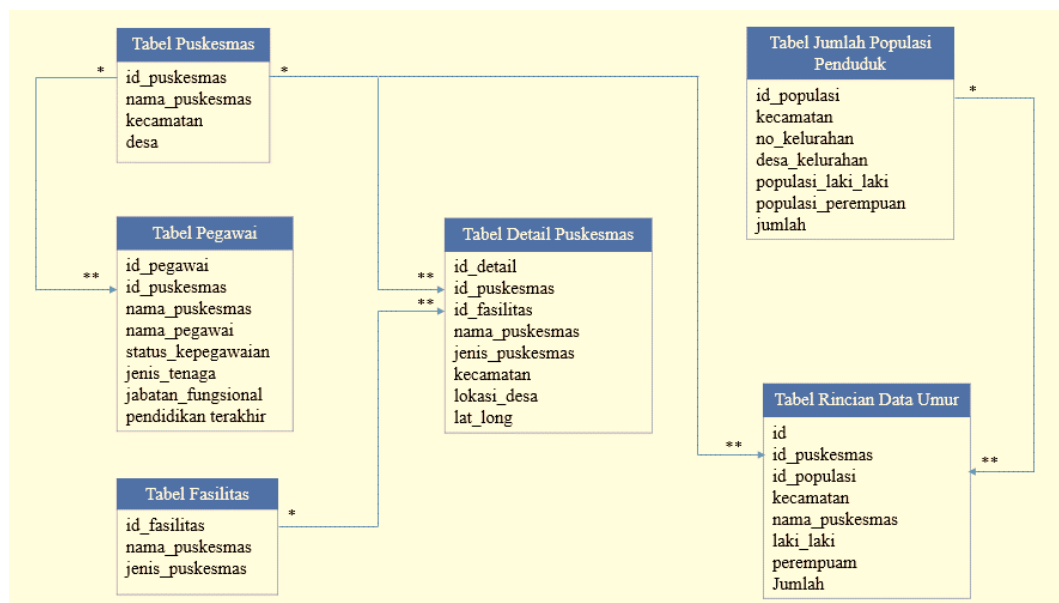 Tabel Puskesmas
*
id_puskesmas
nama_puskesmas
kecamatan
desa
*
Tabel Jumlah Populasi
Penduduk
id_populasi
kecamatan
no_kelurahan
desa_kelurahan
populasi_laki_laki
populasi_perempuan
jumlah
*
Tabel Pegawai
id_pegawai
id_puskesmas
nama_puskesmas
nama_pegawai
status_kepegawaian
jenis_tenaga
jabatan_fungsional
pendidikan terakhir
**
Tabel Detail Puskesmas
id_detail
id_puskesmas
id_fasilitas
nama_puskesmas
jenis_puskesmas
kecamatan
lokasi_desa
lat_long
**
**
Tabel Fasilitas
id_fasilitas
nama_puskesmas
jenis_puskesmas
*
Tabel Rincian Data Umur
id
id_puskesmas
id_populasi
kecamatan
nama_puskesmas
laki_laki
perempuam
Jumlah
**
**